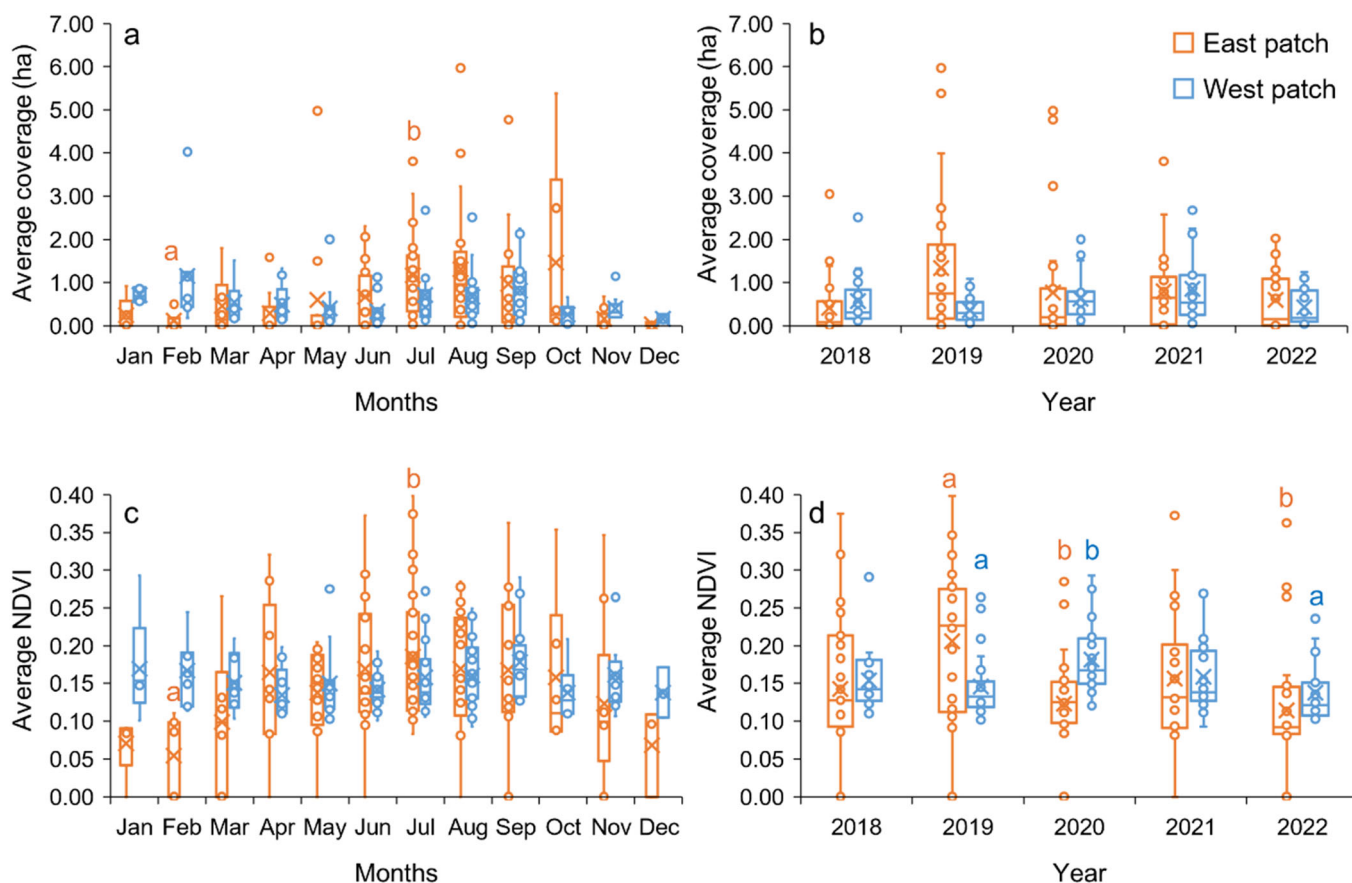 a
b
East patch
West patch
Average coverage (ha)
7.00
6.00
5.00
4.00
3.00
2.00
1.00
0.00
a
b
Jan Feb Mar Apr May Jun Jul Aug Sep Oct Nov Dec
Months
Average coverage (ha)
7.00
6.00
5.00
4.00
3.00
2.00
1.00
0.00
2018 2019 2020 2021 2022
Year
c
Average NDVI
0.40
0.35
0.30
0.25
0.20
0.15
0.10
0.05
0.00
a
b
Jan Feb Mar Apr May Jun Jul Aug Sep Oct Nov Dec
Months
d
Average NDVI
0.40
0.35
0.30
0.25
0.20
0.15
0.10
0.05
0.00
a
a
b
b
b
a
2018 2019 2020 2021 2022
Year